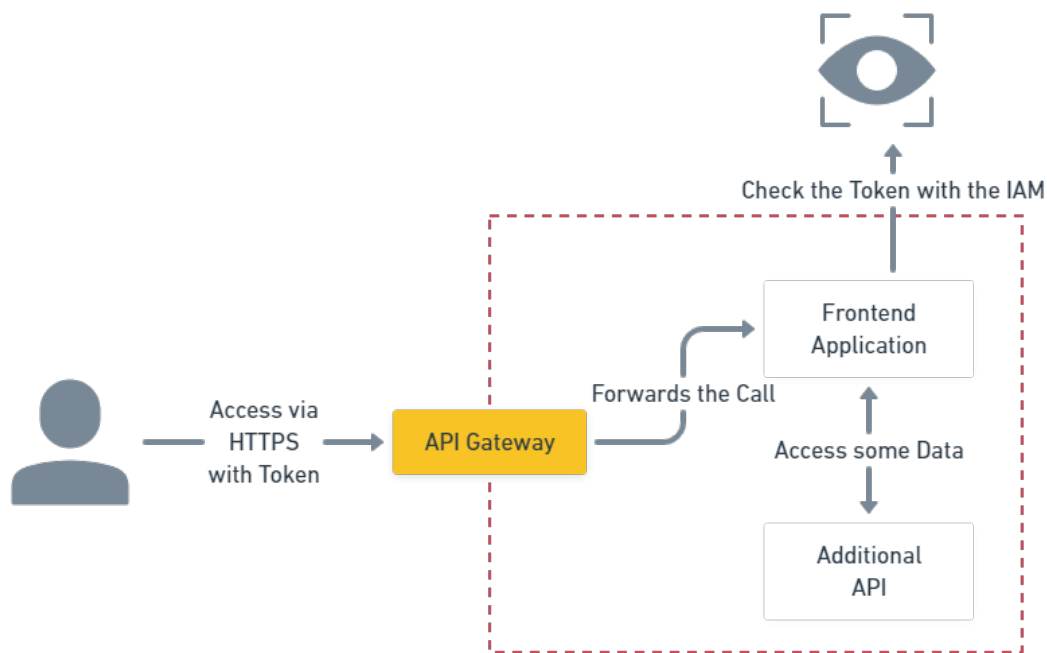 Check the Token with the IAM
Frontend
Application
Forwards the Call
Access via
HTTPS
with Token
API Gateway
Access some Data
Additional
API